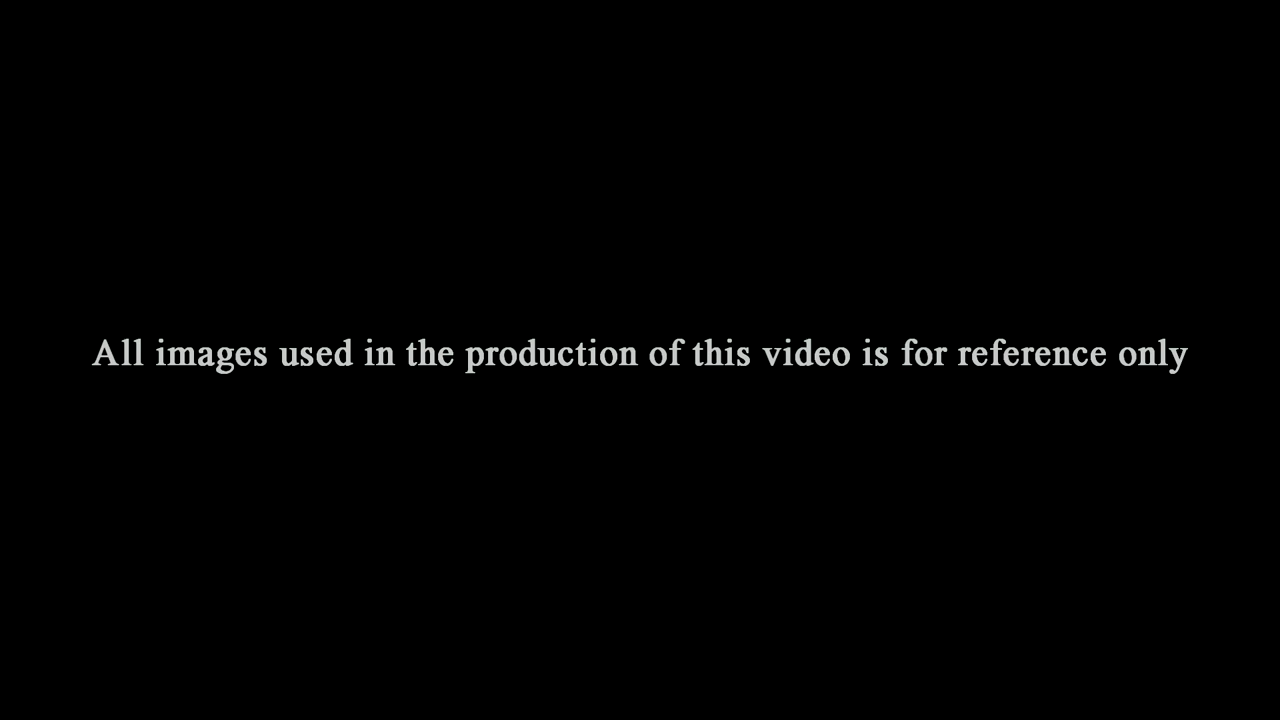 All images used in the production of this video is for reference only